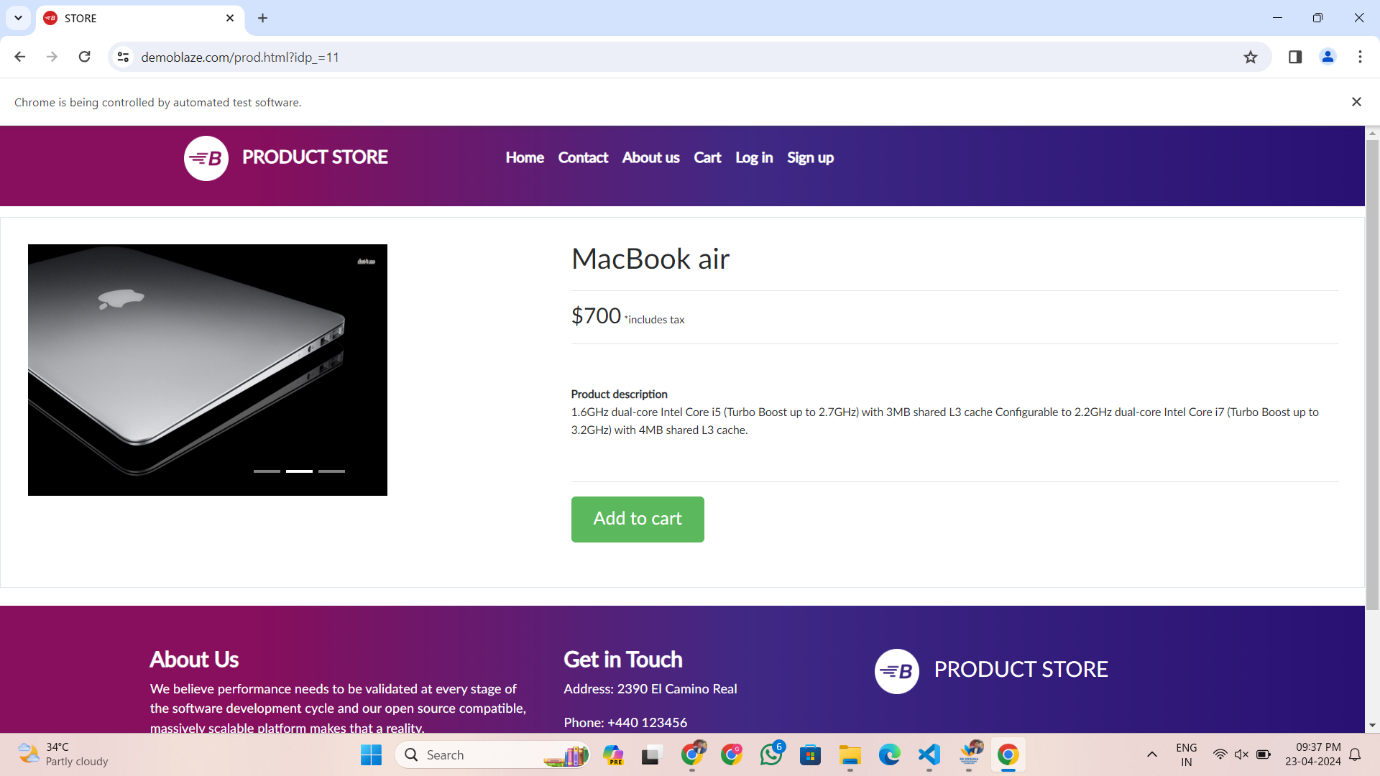 STORE
demoblaze.com/prod.html?idp_=11
Chrome is being controlled by automated test software.
B PRODUCT STORE
Home Contact About us Cart Log in Sign up
MacBook air
$700 *includes tax
Product description
1.6GHz dual-core Intel Core i5 (Turbo Boost up to 2.7GHz) with 3MB shared L3 cache Configurable to 2.2GHz dual-core Intel Core i7 (Turbo Boost up to
3.2GHz) with 4MB shared L3 cache.
Add to cart
About Us
We believe performance needs to be validated at every stage of
the software development cycle and our open source compatible,
massively scalable platform makes that a reality.
Get in Touch
Address: 2390 El Camino Real
Phone: +440 123456
B PRODUCT STORE
34°C
Partly cloudy
Search
PRE
6
ENG
IN
09:37 PM
23-04-2024